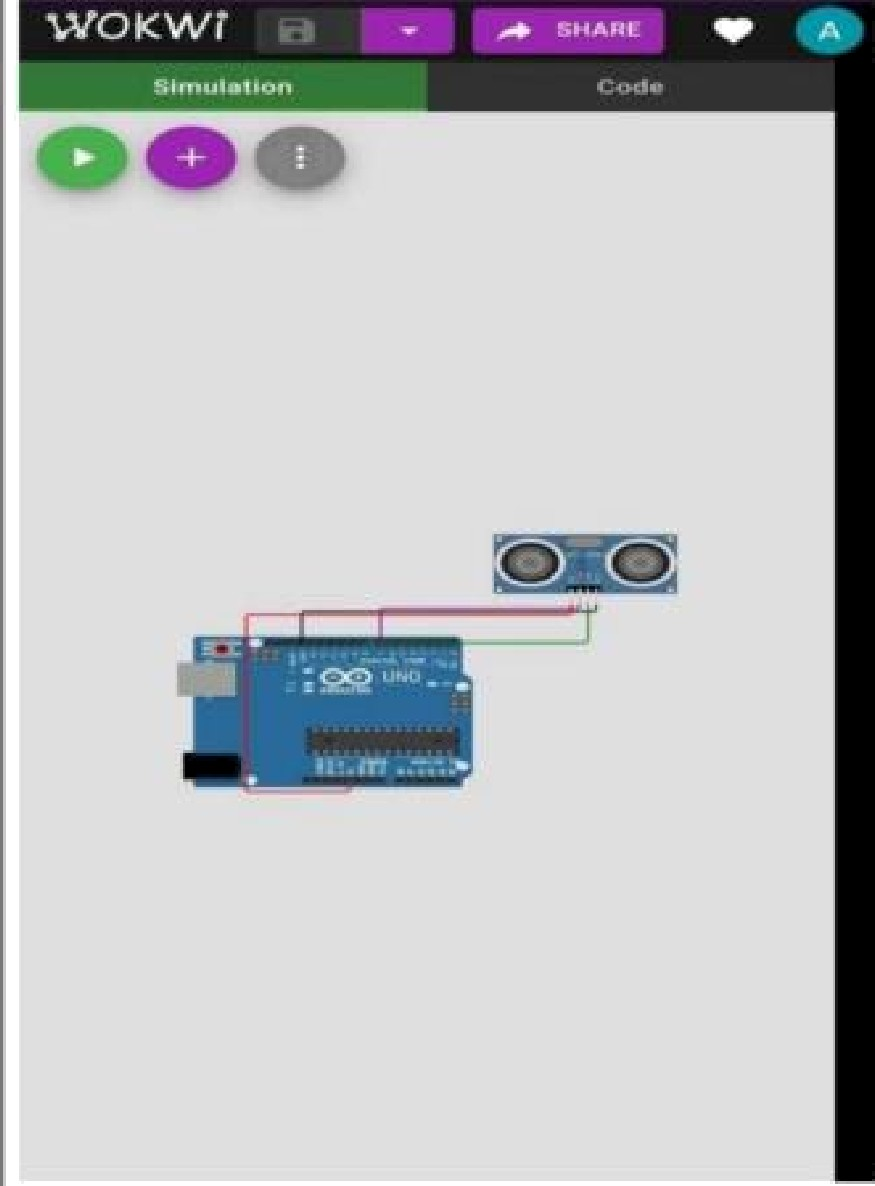 WOKWi
SHARE
A
Simulation
Code
UNO